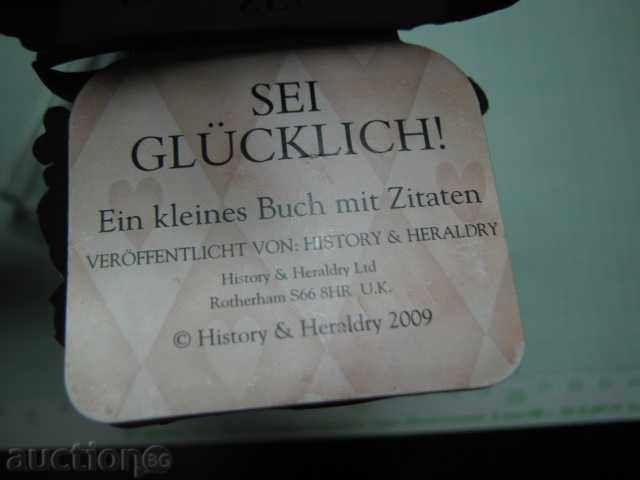 SEI
GLÜCKLICH!
Ein kleines Buch mit Zitaten
VERÖFFENTLICHT VON: HISTORY & HERALDRY
History & Heraldry Ltd
Rotherham S66 8HR U.K.
© History & Heraldry 2009
auction BG